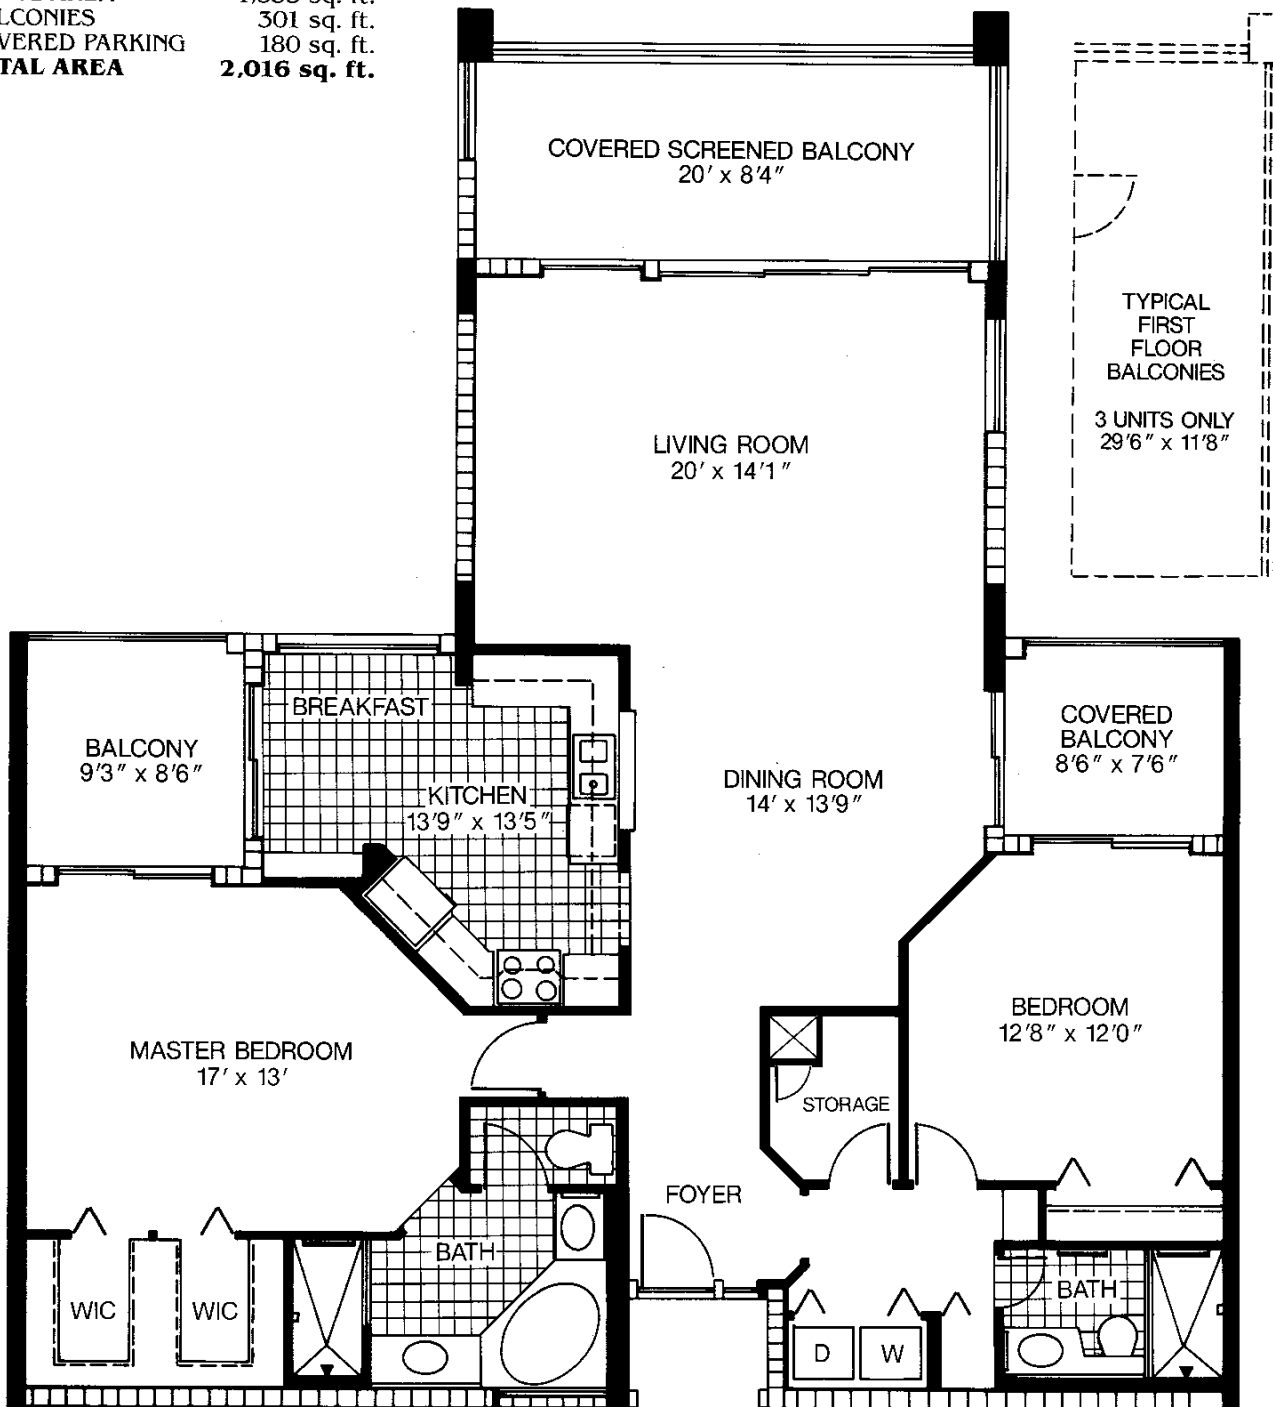 LCONIES 301 sq. ft.
VERED PARKING 180 sq. ft.
TAL AREA 2,016 sq. ft.
COVERED SCREENED BALCONY
20' x 8'4"
TYPICAL
FIRST
FLOOR
BALCONIES
3 UNITS ONLY
29'6" x 11'8"
LIVING ROOM
20' x 14'1"
BREAKFAST
BALCONY
9'3" x 8'6"
KITCHEN
13'9" x 13'5"
DINING ROOM
14' x 13'9"
COVERED
BALCONY
8'6" x 7'6"
MASTER BEDROOM
17' x 13'
BEDROOM
12'8" x 12'0"
STORAGE
FOYER
BATH
BATH
WIC
WIC
D
W